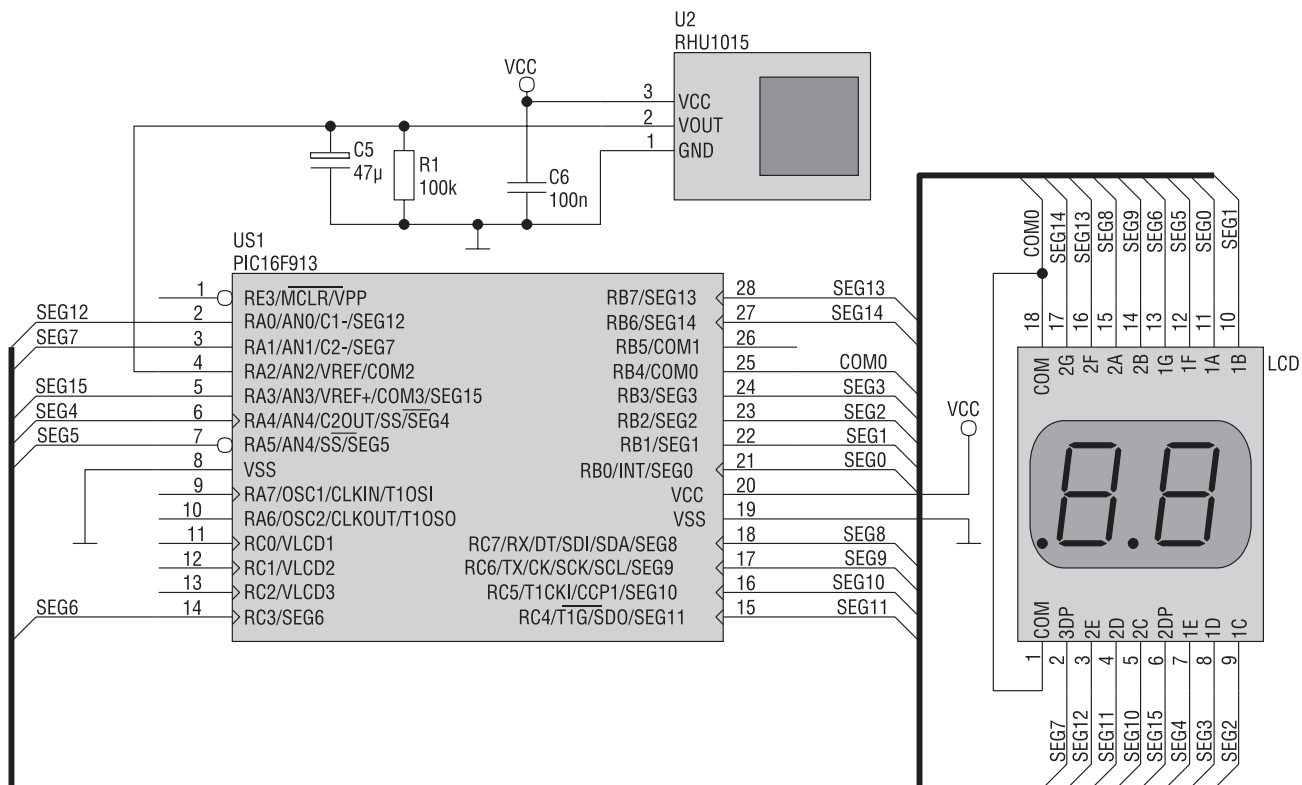 U2
RHU1015
VCC
3 VCC
2 VOUT
1 GND
C5
47µ
R1
100k
C6
100n
US1
PIC16F913
1 RE3/MCLR/VPP
SEG12 2 RA0/AN0/C1-/SEG12
SEG7 3 RA1/AN1/C2-/SEG7
4 RA2/AN2/VREF/COM2
SEG15 5 RA3/AN3/VREF+/COM3/SEG15
SEG4 6 RA4/AN4/C2OUT/SS/SEG4
SEG5 7 RA5/AN4/SS/SEG5
8 VSS
9 RA7/OSC1/CLKIN/T1OSI
10 RA6/OSC2/CLKOUT/T1OSO
11 RC0/VLCD1
12 RC1/VLCD2
13 RC2/VLCD3
SEG6 14 RC3/SEG6
RB7/SEG13 28 SEG13
RB6/SEG14 27 SEG14
RB5/COM1 26
RB4/COM0 25 COM0
RB3/SEG3 24 SEG3
RB2/SEG2 23 SEG2
RB1/SEG1 22 SEG1
RB0/INT/SEG0 21 SEG0
VCC 20
VSS 19
RC7/RX/DT/SDI/SDA/SEG8 18 SEG8
RC6/TX/CK/SCK/SCL/SEG9 17 SEG9
RC5/T1CKI/CCP1/SEG10 16 SEG10
RC4/T1G/SDO/SEG11 15 SEG11
VCC
COM0 SEG14 SEG13 SEG8 SEG9 SEG6 SEG5 SEG0 SEG1
18 17 16 15 14 13 12 11 10
COM 2G 2F 2A 2B 1G 1F 1A 1B
LCD
.8.8
COM 3DP 2E 2D 2C 2DP 1E 1D 1C
1 2 3 4 5 6 7 8 9
SEG7 SEG12 SEG11 SEG10 SEG15 SEG4 SEG3 SEG2